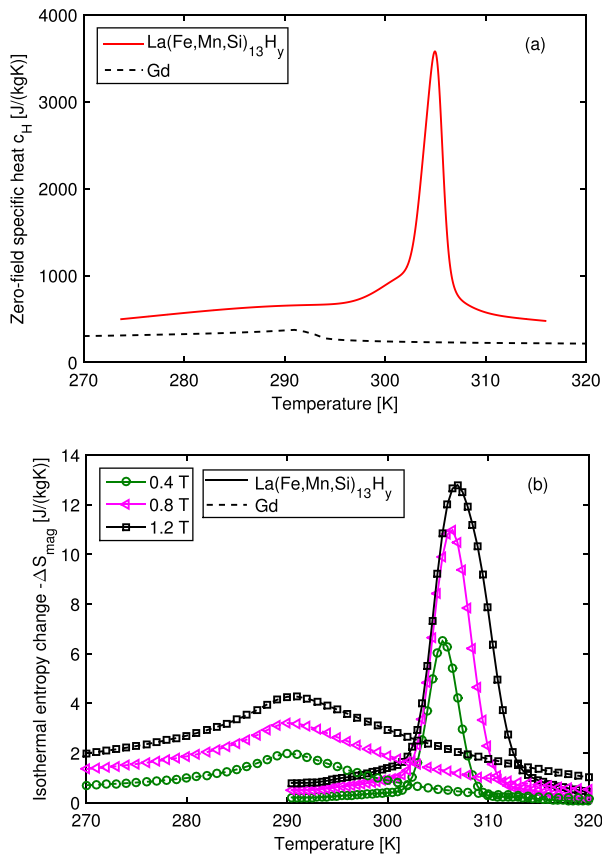 4000
3000
2000
1000
0
270
280
290
300
310
320
Zero-field specific heat c_H [J/(kgK)]
Temperature [K]
La(Fe,Mn,Si)13Hy
Gd
(a)
14
12
10
8
6
4
2
0
270
280
290
300
310
320
Isothermal entropy change -ΔS_mag [J/(kgK)]
Temperature [K]
0.4 T
0.8 T
1.2 T
La(Fe,Mn,Si)13Hy
Gd
(b)